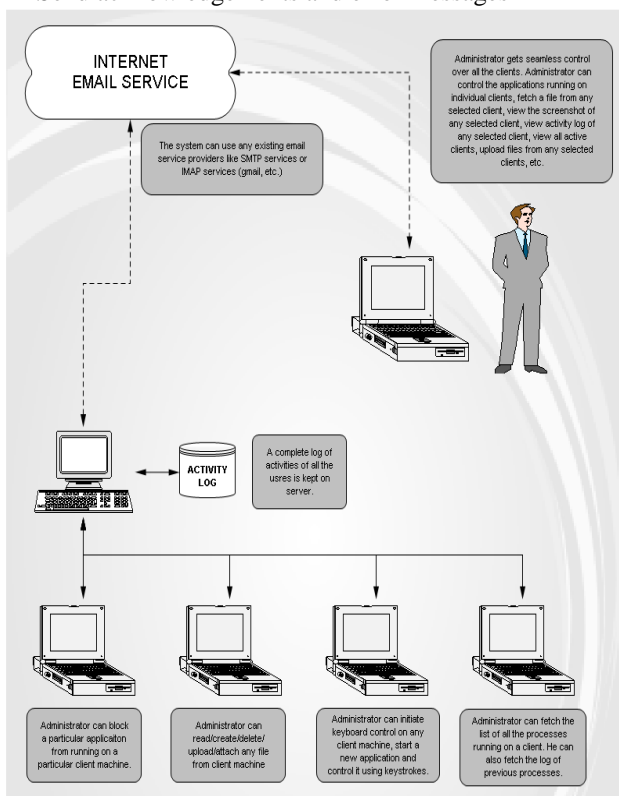 INTERNET
EMAIL SERVICE
Administrator gets seamless control
over all the clients. Administrator can
control the applications running on
individual clients, fetch a file from any
selected client, view the screenshot of
any selected client, view activity log of
any selected client, view all active
clients, upload files from any selected
clients, etc.
The system can use any existing email
service providers like SMTP services or
IMAP services (gmail, etc.)
ACTIVITY
LOG
A complete log of
activities of all the
usres is kept on
server.
Administrator can block
a particular applicaiton
from running on a
particular client machine.
Administrator can
read/create/delete/
upload/attach any file
from client machine
Administrator can initiate
keyboard control on any
client machine, start a
new application and
control it using keystrokes.
Administrator can fetch the
list of all the processes
running on a client. He can
also fetch the log of
previous processes.